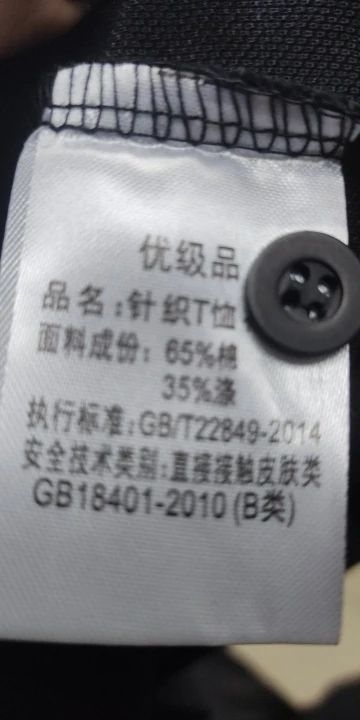 优级品
品名：针织T恤
面料成份：65%棉
35%涤
执行标准：GB/T22849-2014
安全技术类别：直接接触皮肤类
GB18401-2010（B类）